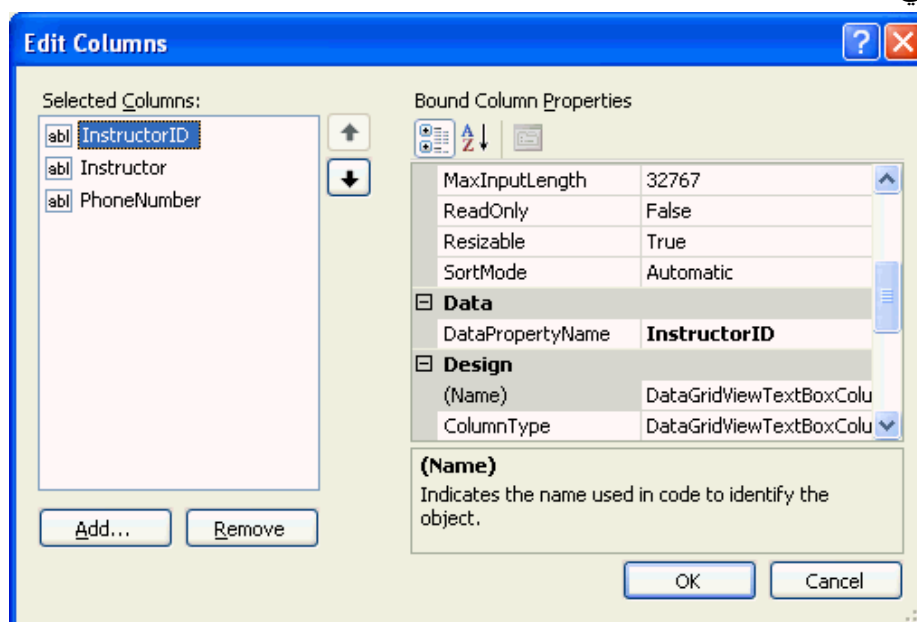 Edit Columns
Selected Columns:
abl InstructorID
abl Instructor
abl PhoneNumber
Add...
Remove
Bound Column Properties
MaxInputLength 32767
ReadOnly False
Resizable True
SortMode Automatic
Data
DataPropertyName InstructorID
Design
(Name) DataGridViewTextBoxColu
ColumnType DataGridViewTextBoxColu
(Name)
Indicates the name used in code to identify the
object.
OK
Cancel